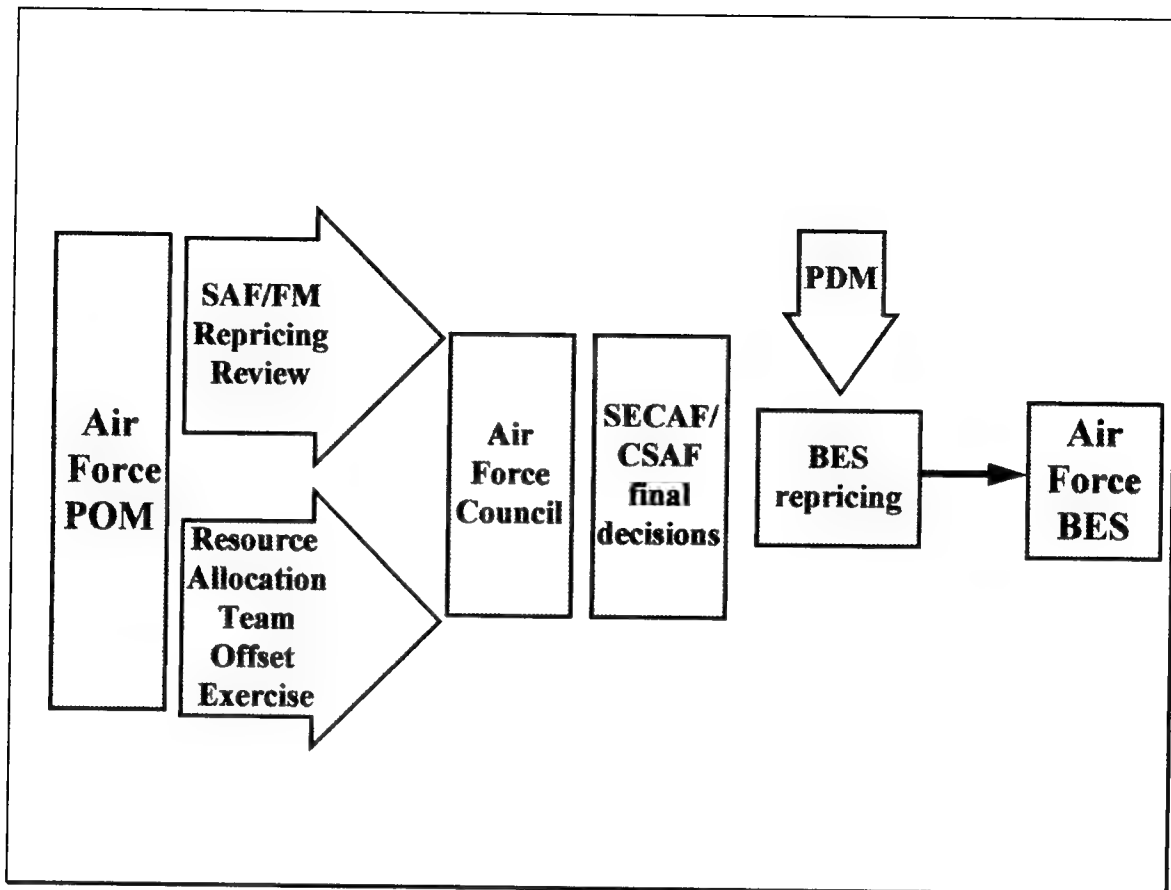 Air
Force
POM
SAF/FM
Repricing
Review
Resource
Allocation
Team
Offset
Exercise
Air
Force
Council
SECAF/
CSAF
final
decisions
PDM
BES
repricing
Air
Force
BES